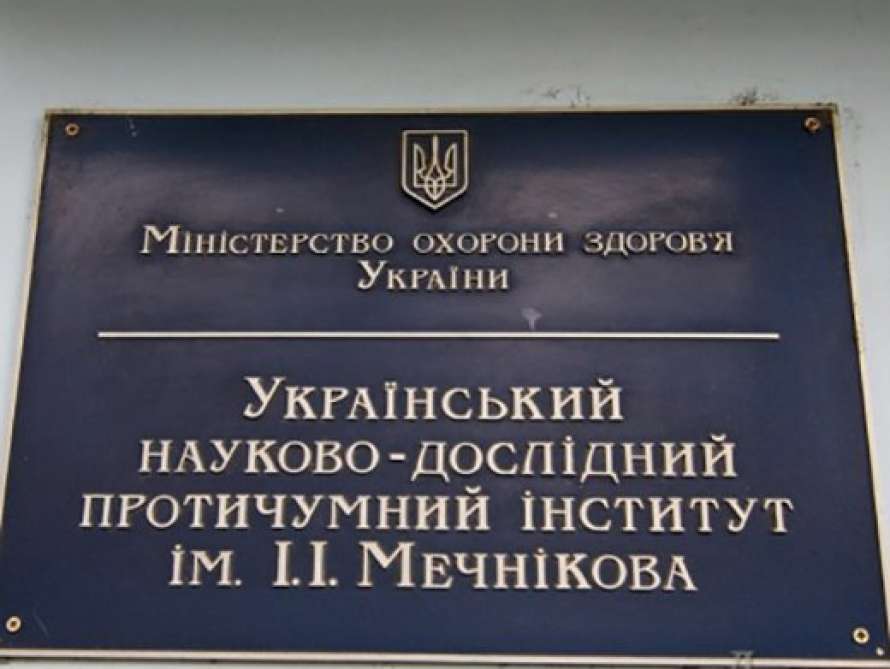 Міністерство охорони здоров'я
України
Український
науково-дослідний
протичумний інститут
ім. І.І. Мечнікова